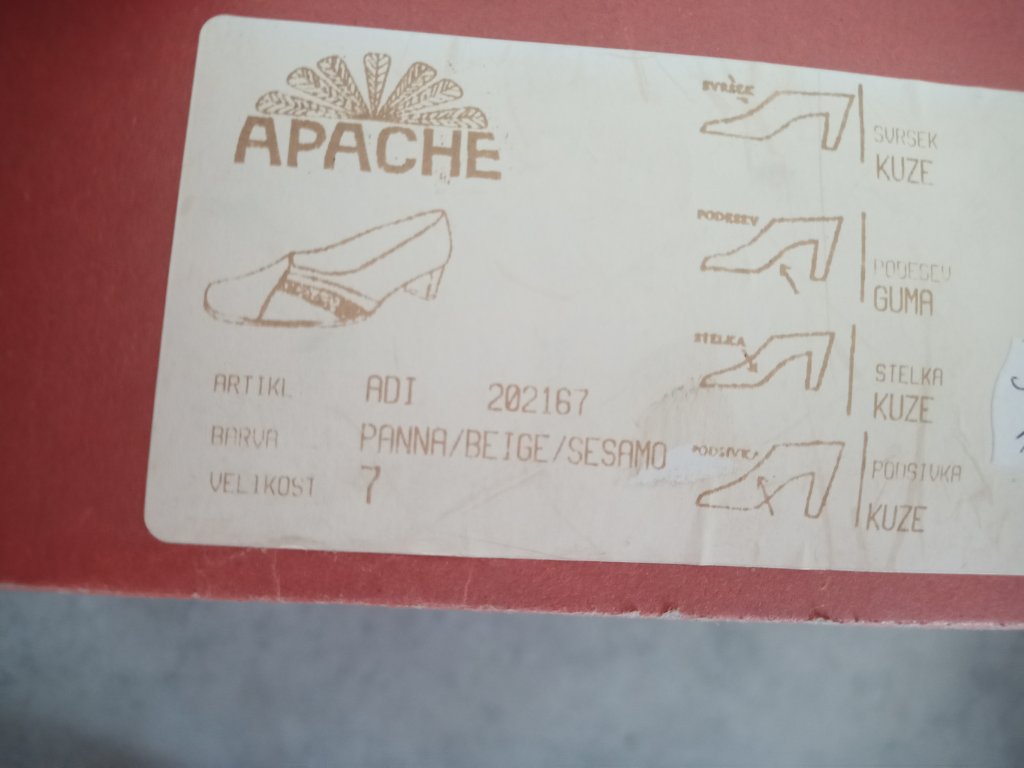 APACHE
ARTIKL ADI 202167
BARVA PANNA/BEIGE/SESAMO
VELIKOST 7
SVRŠEK
SVRSEK
KUZE
PODESEV
PODESEV
GUMA
STELKA
STELKA
KUZE
PODSIVKA
PODSIVKA
KUZE